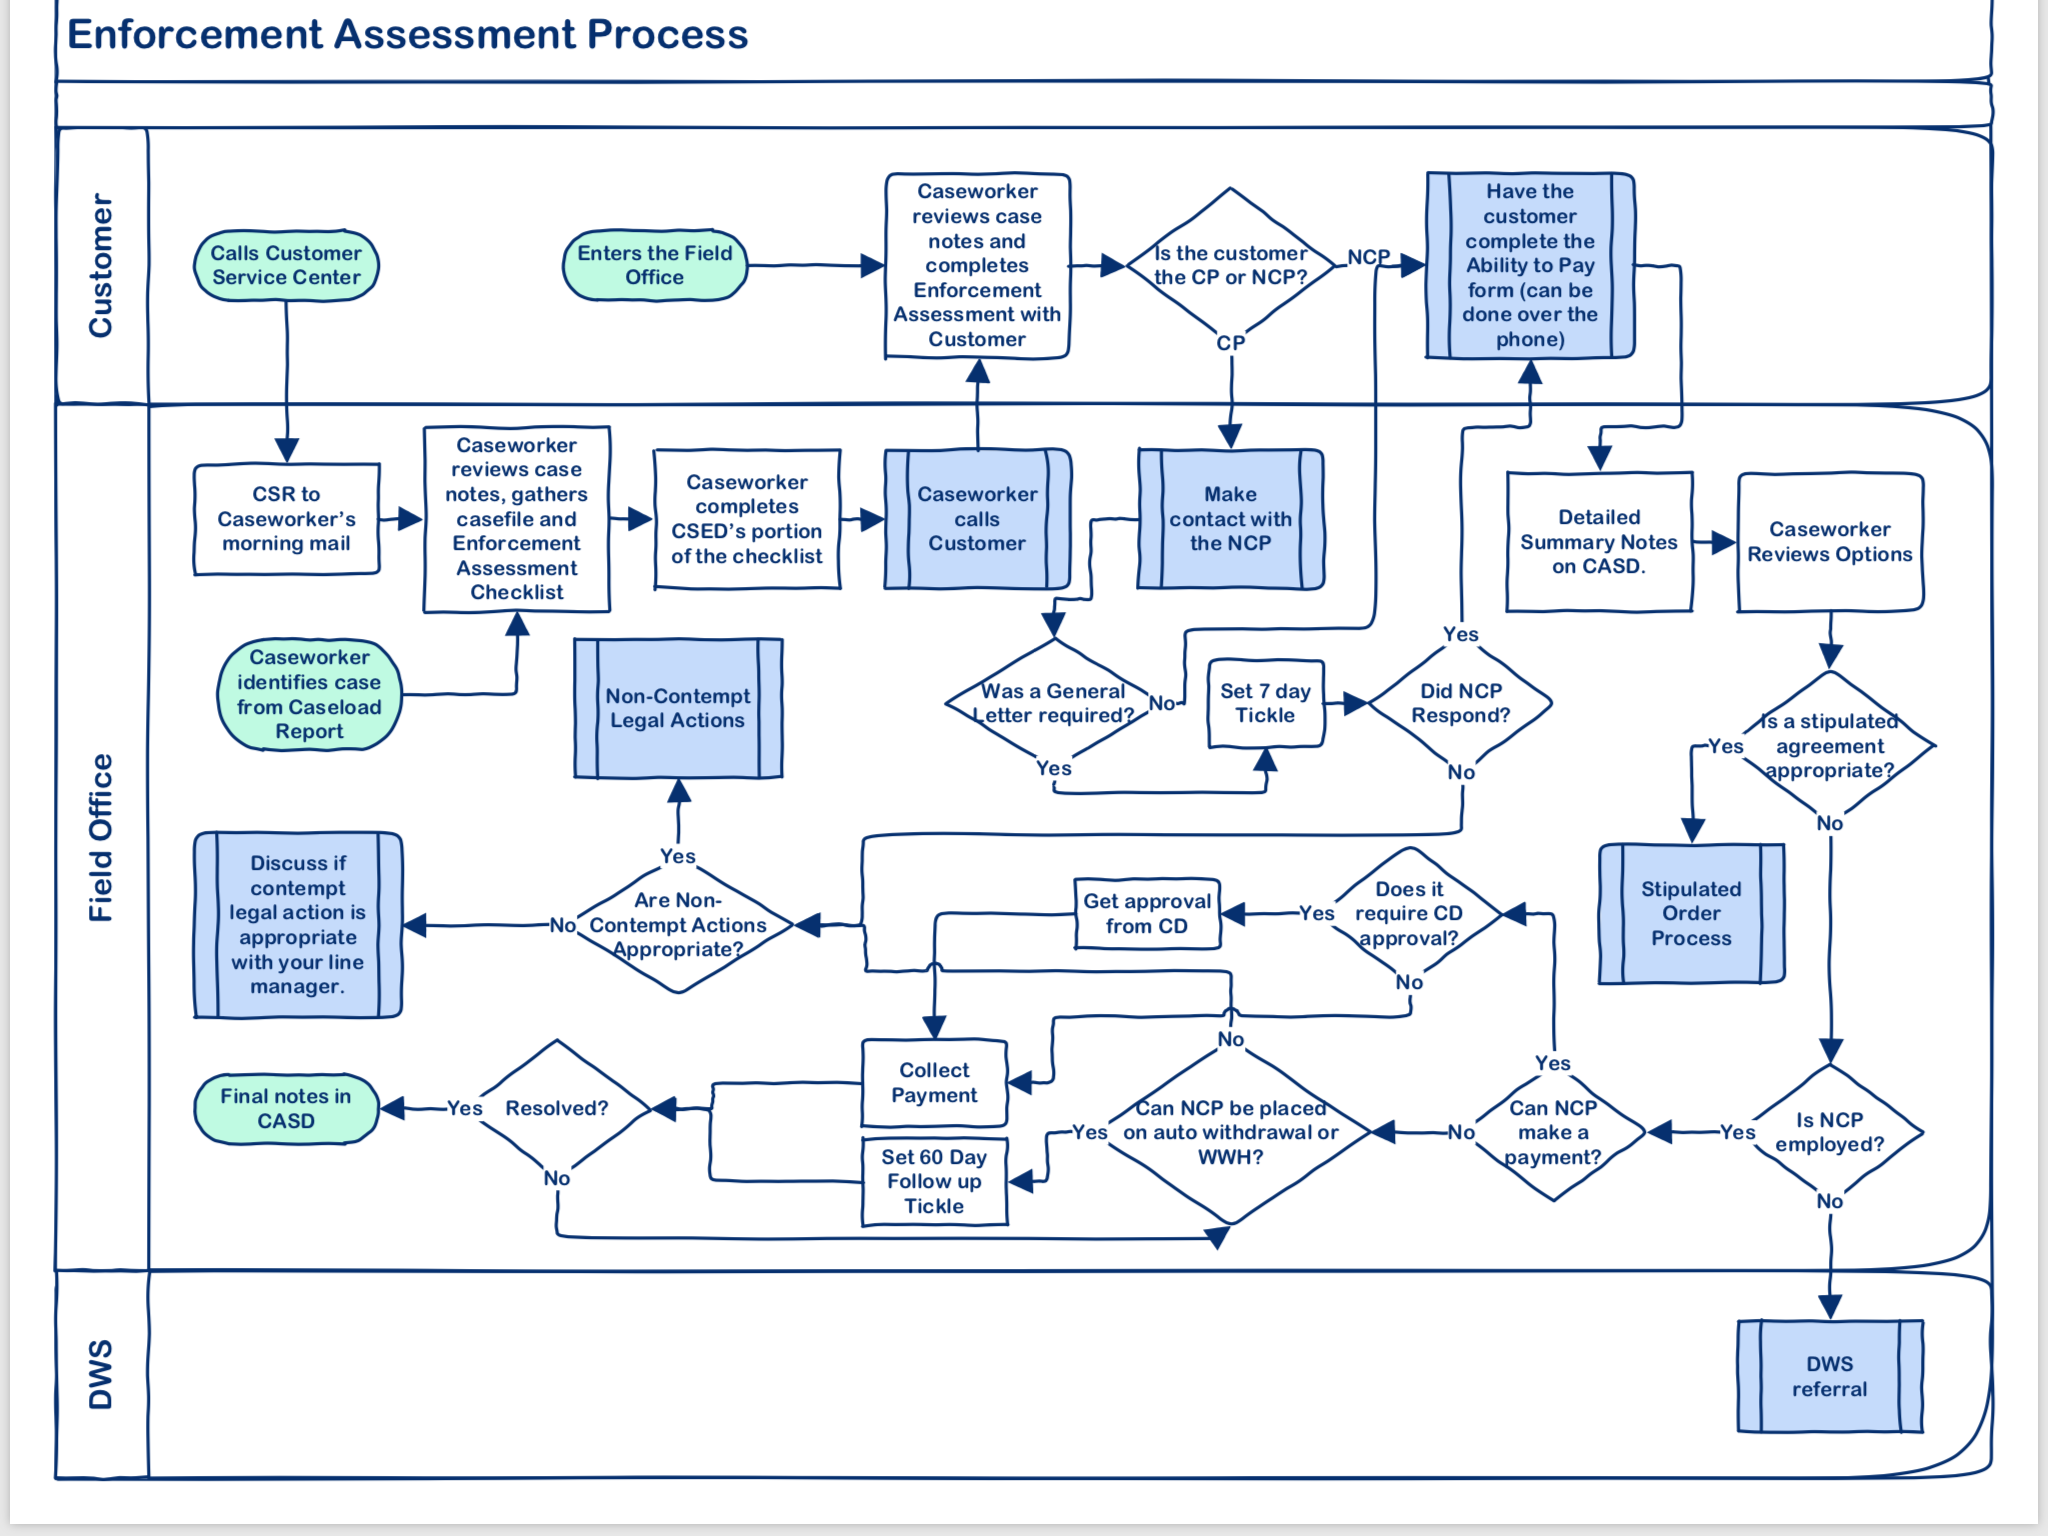 Enforcement Assessment Process
Customer
Calls Customer
Service Center
Enters the Field
Office
Caseworker
reviews case
notes and
completes
Enforcement
Assessment with
Customer
Is the customer
the CP or NCP?
NCP
CP
Have the
customer
complete the
Ability to Pay
form (can be
done over the
phone)
Field Office
CSR to
Caseworker’s
morning mail
Caseworker
reviews case
notes, gathers
casefile and
Enforcement
Assessment
Checklist
Caseworker
completes
CSED’s portion
of the checklist
Caseworker
calls
Customer
Make
contact with
the NCP
Detailed
Summary Notes
on CASD.
Caseworker
Reviews Options
Caseworker
identifies case
from Caseload
Report
Non-Contempt
Legal Actions
Was a General
Letter required?
No
Yes
Set 7 day
Tickle
Did NCP
Respond?
Yes
No
Is a stipulated
agreement
appropriate?
Yes
No
Discuss if
contempt
legal action is
appropriate
with your line
manager.
Are Non-
Contempt Actions
Appropriate?
Yes
No
Get approval
from CD
Does it
require CD
approval?
Yes
No
Stipulated
Order
Process
Final notes in
CASD
Resolved?
Yes
No
Collect
Payment
Set 60 Day
Follow up
Tickle
Can NCP be placed
on auto withdrawal or
WWH?
Yes
No
Can NCP
make a
payment?
Yes
No
Is NCP
employed?
Yes
No
DWS
DWS
referral